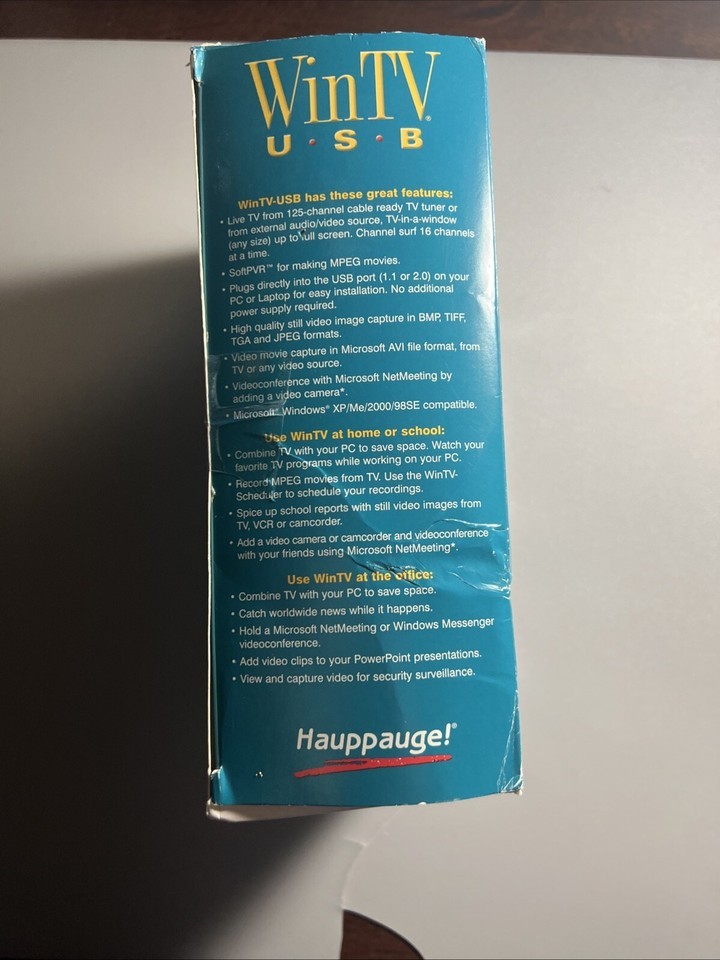 WinTV®
U·S·B
WinTV-USB has these great features:
• Live TV from 125-channel cable ready TV tuner or
from external audio/video source, TV-in-a-window
(any size) up to full screen. Channel surf 16 channels
at a time.
• SoftPVR™ for making MPEG movies.
• Plugs directly into the USB port (1.1 or 2.0) on your
PC or Laptop for easy installation. No additional
power supply required.
• High quality still video image capture in BMP, TIFF,
TGA and JPEG formats.
• Video movie capture in Microsoft AVI file format, from
TV or any video source.
• Videoconference with Microsoft NetMeeting by
adding a video camera*.
• Microsoft® Windows® XP/Me/2000/98SE compatible.
Use WinTV at home or school:
• Combine TV with your PC to save space. Watch your
favorite TV programs while working on your PC.
• Record MPEG movies from TV. Use the WinTV-
Scheduler to schedule your recordings.
• Spice up school reports with still video images from
TV, VCR or camcorder.
• Add a video camera or camcorder and videoconference
with your friends using Microsoft NetMeeting*.
Use WinTV at the office:
• Combine TV with your PC to save space.
• Catch worldwide news while it happens.
• Hold a Microsoft NetMeeting or Windows Messenger
videoconference.
• Add video clips to your PowerPoint presentations.
• View and capture video for security surveillance.
Hauppauge!®